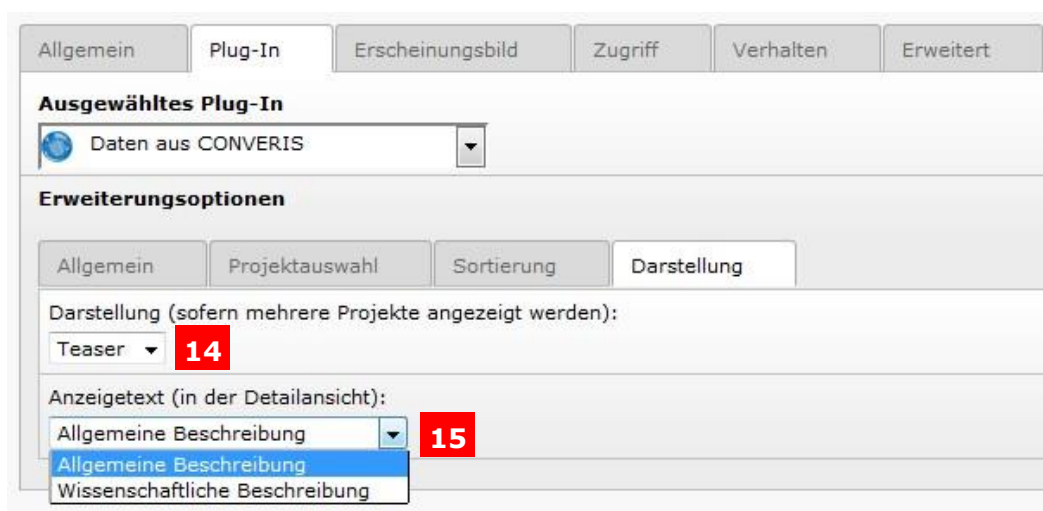 Allgemein Plug-In Erscheinungsbild Zugriff Verhalten Erweitert
Ausgewähltes Plug-In
Daten aus CONVERIS
Erweiterungsoptionen
Allgemein Projektauswahl Sortierung Darstellung
Darstellung (sofern mehrere Projekte angezeigt werden):
Teaser 14
Anzeigetext (in der Detailansicht):
Allgemeine Beschreibung 15
Allgemeine Beschreibung
Wissenschaftliche Beschreibung